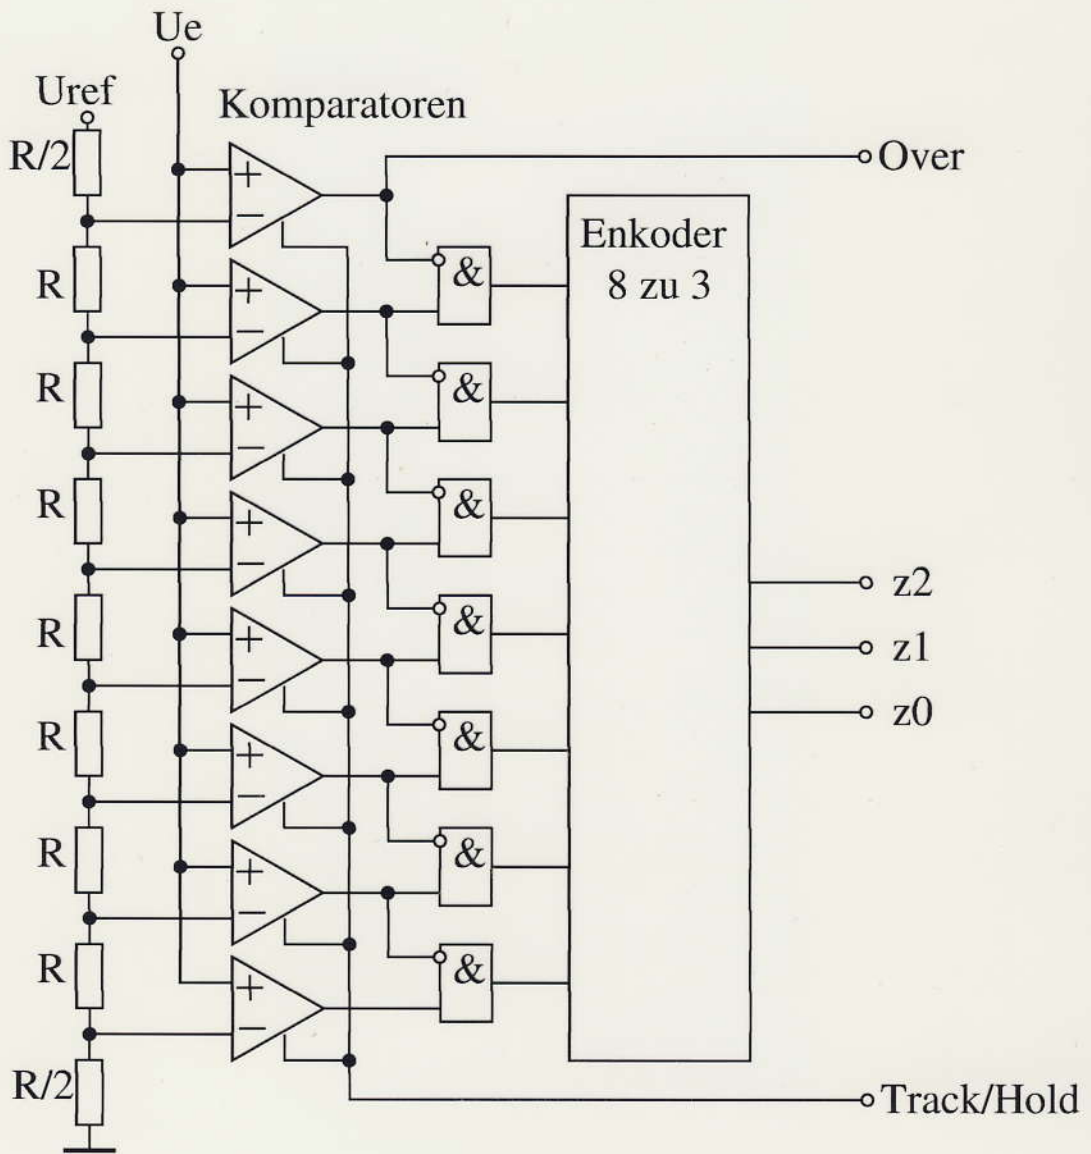 Ue
Uref
Komparatoren
R/2
R
R
R
R
R
R
R
R/2
+
−
+
−
+
−
+
−
+
−
+
−
+
−
+
−
&
&
&
&
&
&
&
Enkoder
8 zu 3
Over
z2
z1
z0
Track/Hold